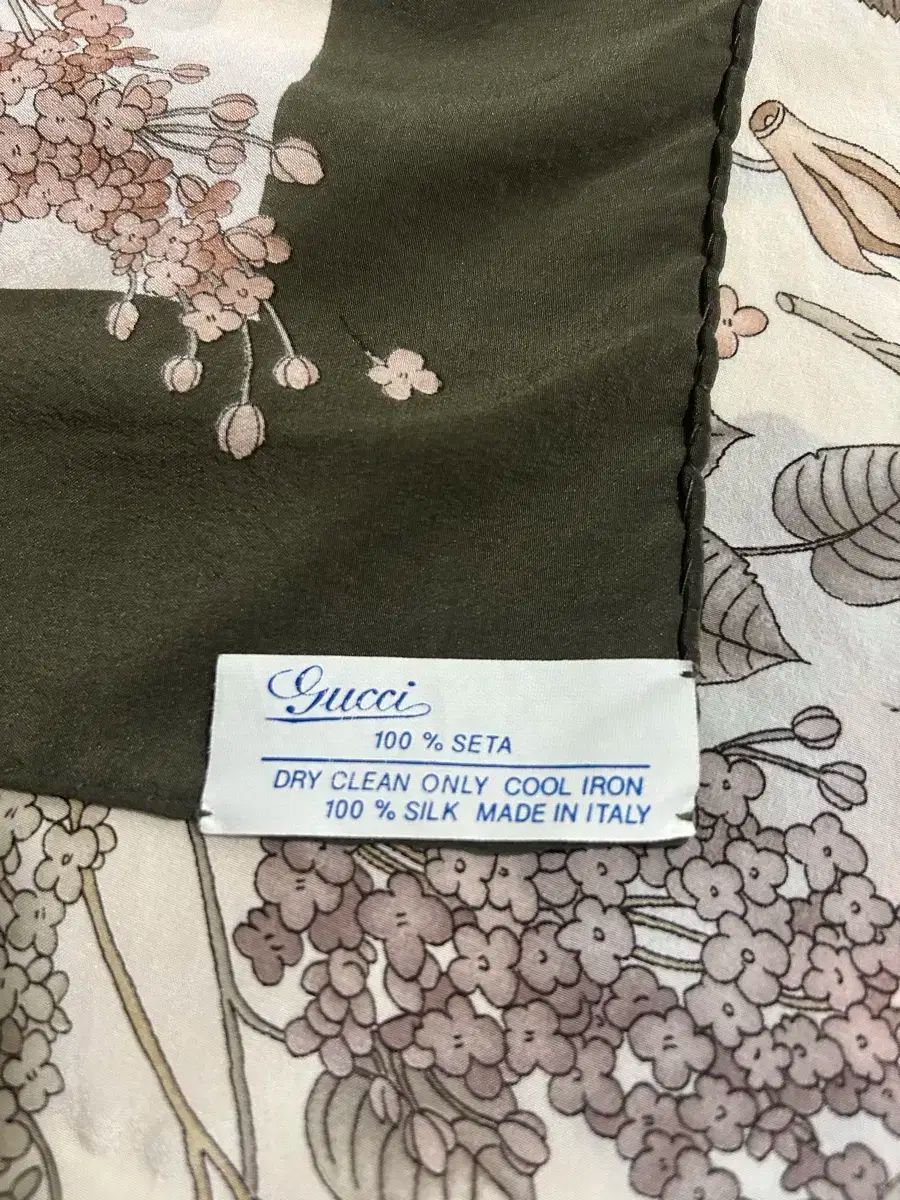 Gucci
100 % SETA
DRY CLEAN ONLY COOL IRON
100 % SILK MADE IN ITALY